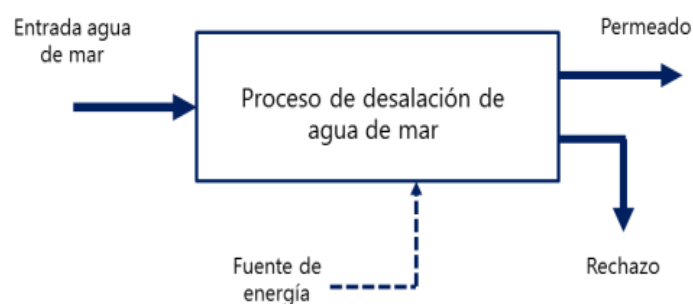 Entrada agua
de mar
Permeado
Proceso de desalación de
agua de mar
Fuente de
energía
Rechazo